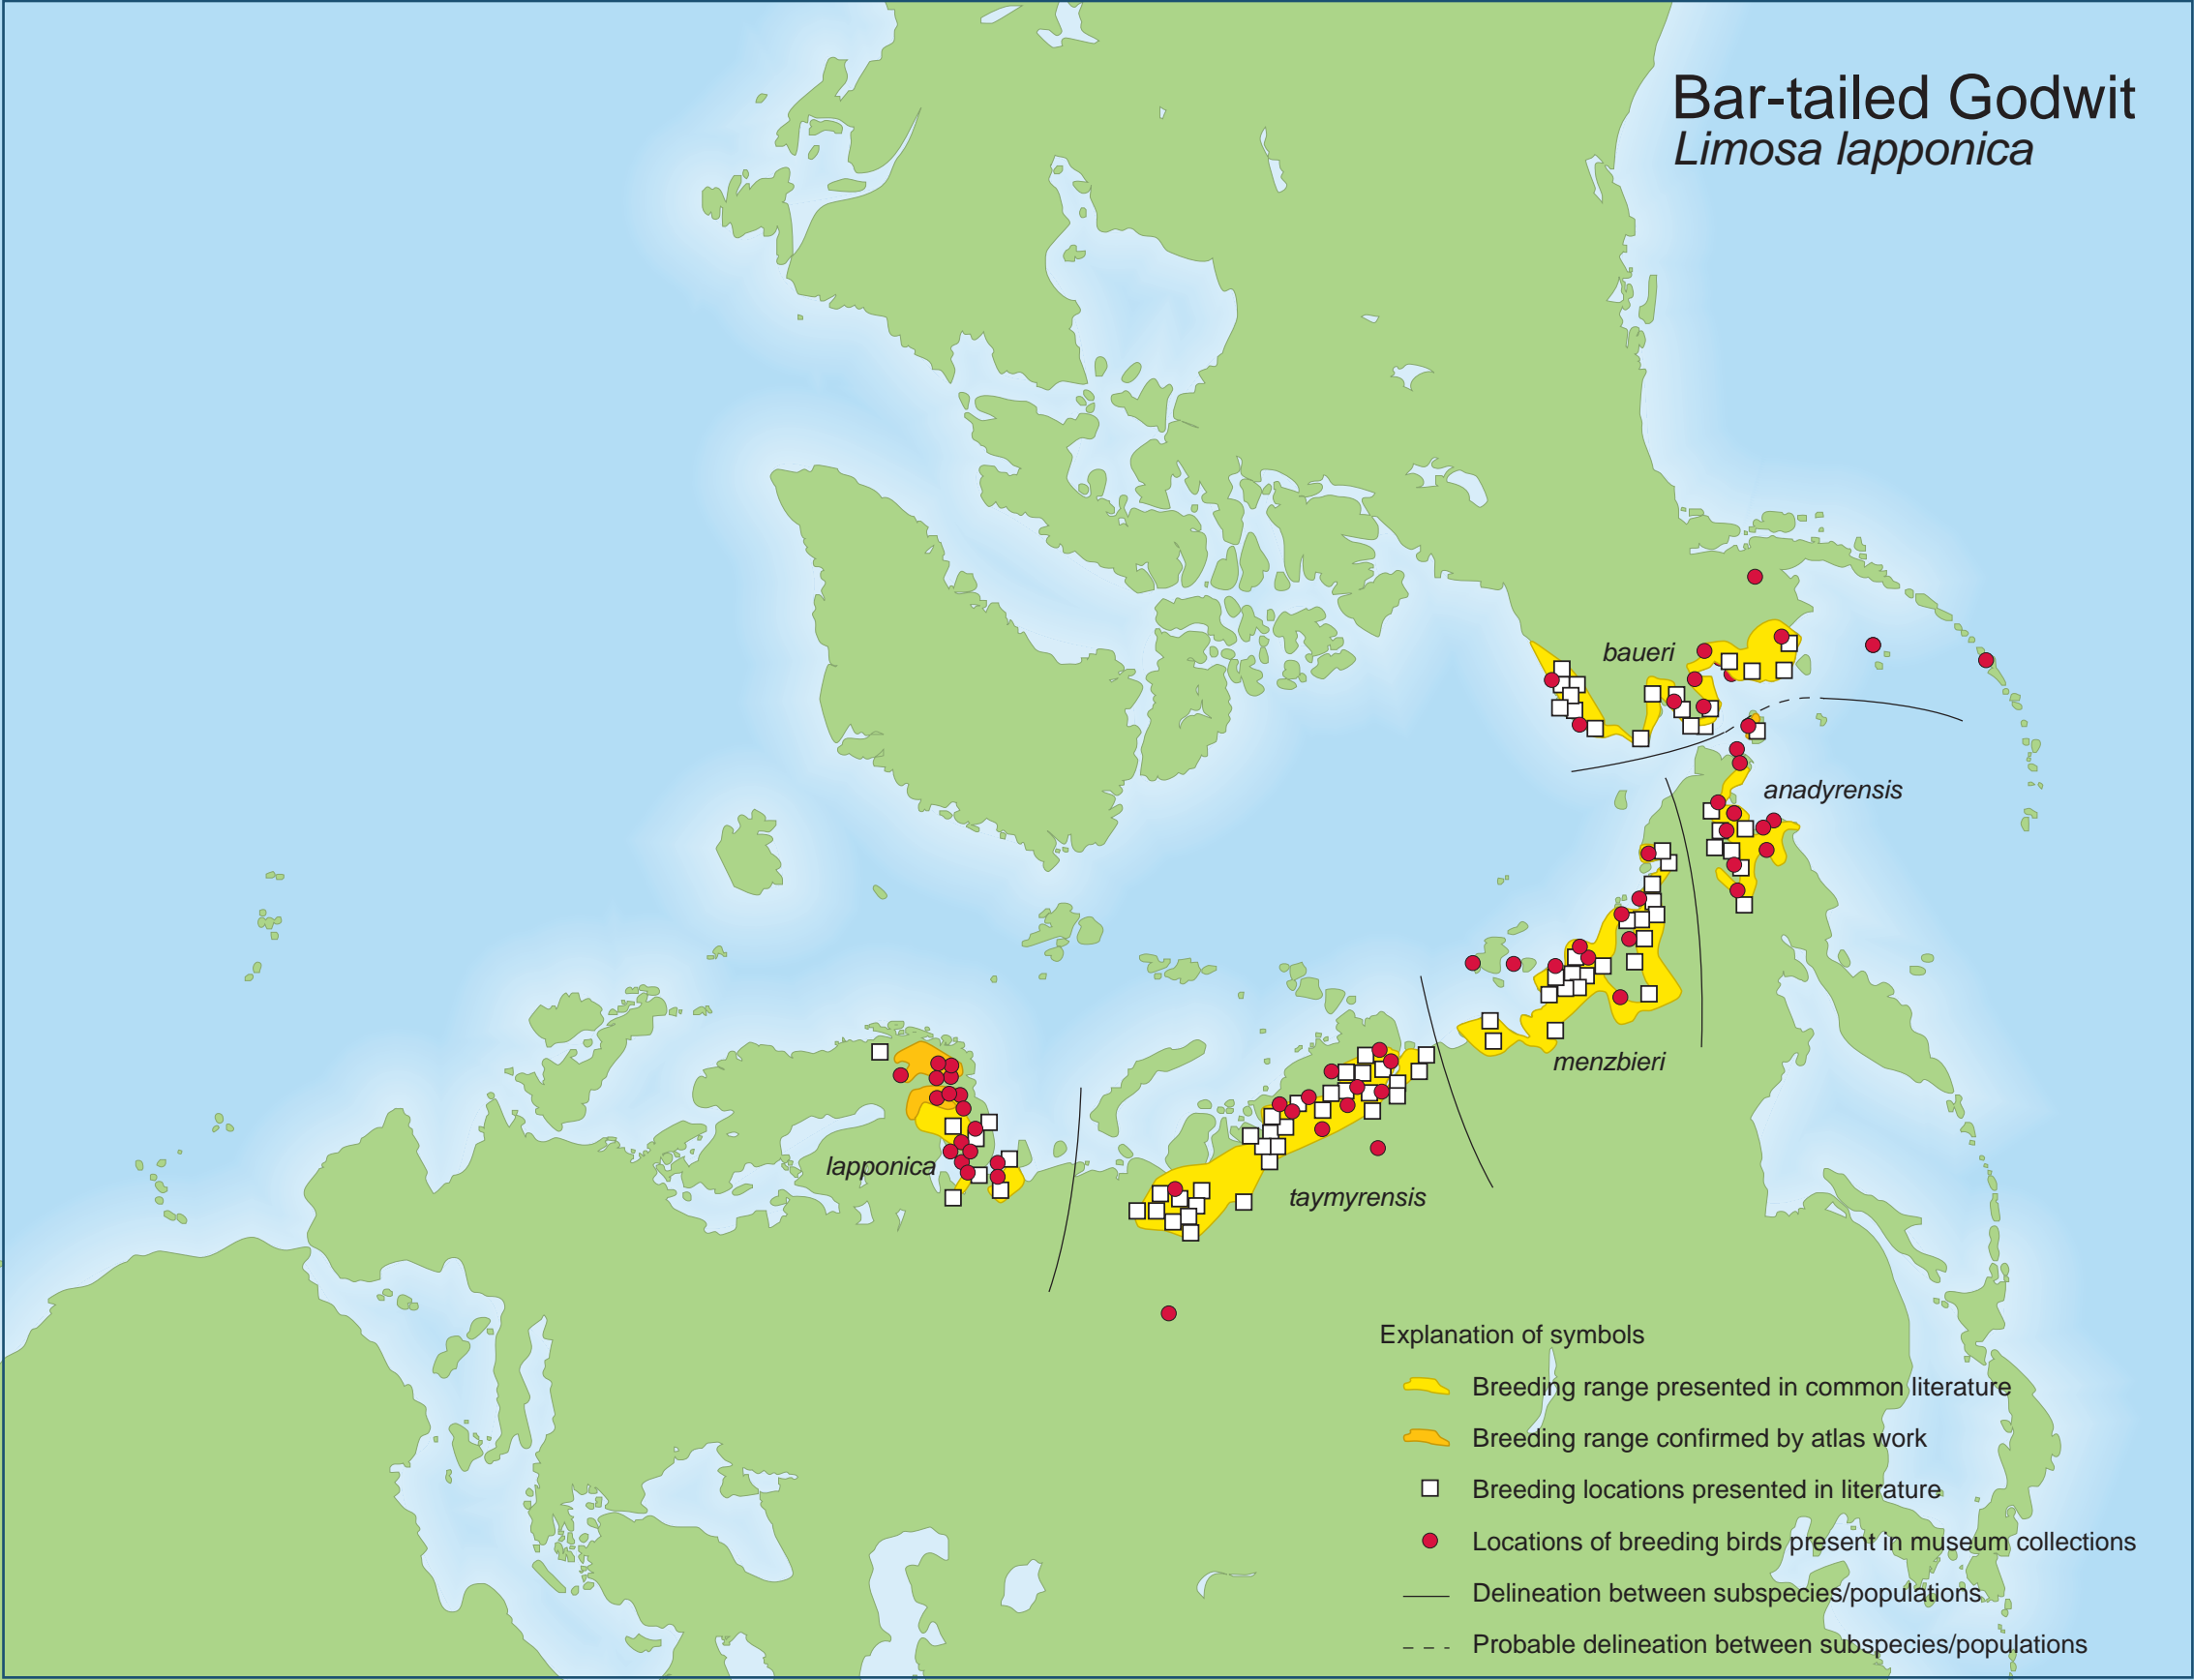 Bar-tailed Godwit
Limosa lapponica
baueri
anadyrensis
menzbieri
lapponica
taymyrensis
Explanation of symbols
Breeding range presented in common literature
Breeding range confirmed by atlas work
Breeding locations presented in literature
Locations of breeding birds present in museum collections
Delineation between subspecies/populations
Probable delineation between subspecies/populations